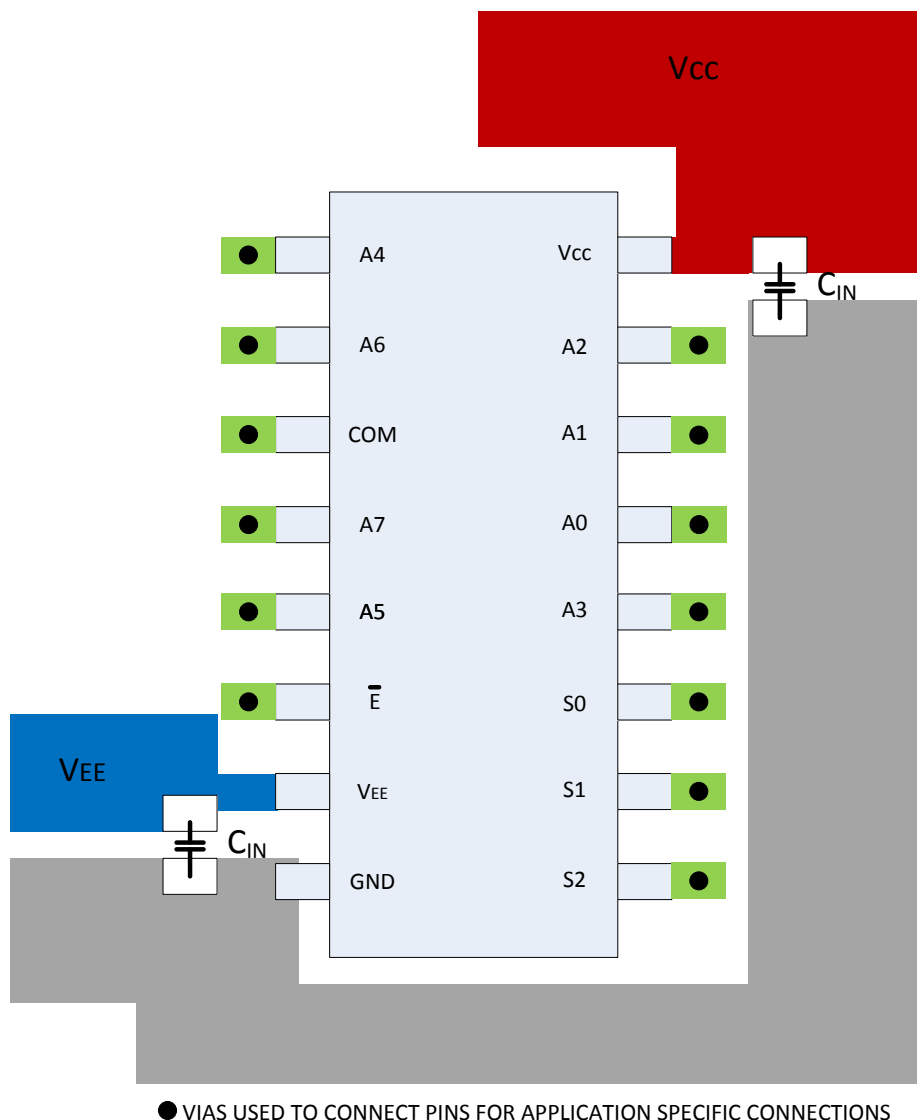 Vcc
A4
Vcc
CIN
A6
A2
COM
A1
A7
A0
A5
A3
E̅
S0
VEE
VEE
S1
CIN
GND
S2
VIAS USED TO CONNECT PINS FOR APPLICATION SPECIFIC CONNECTIONS